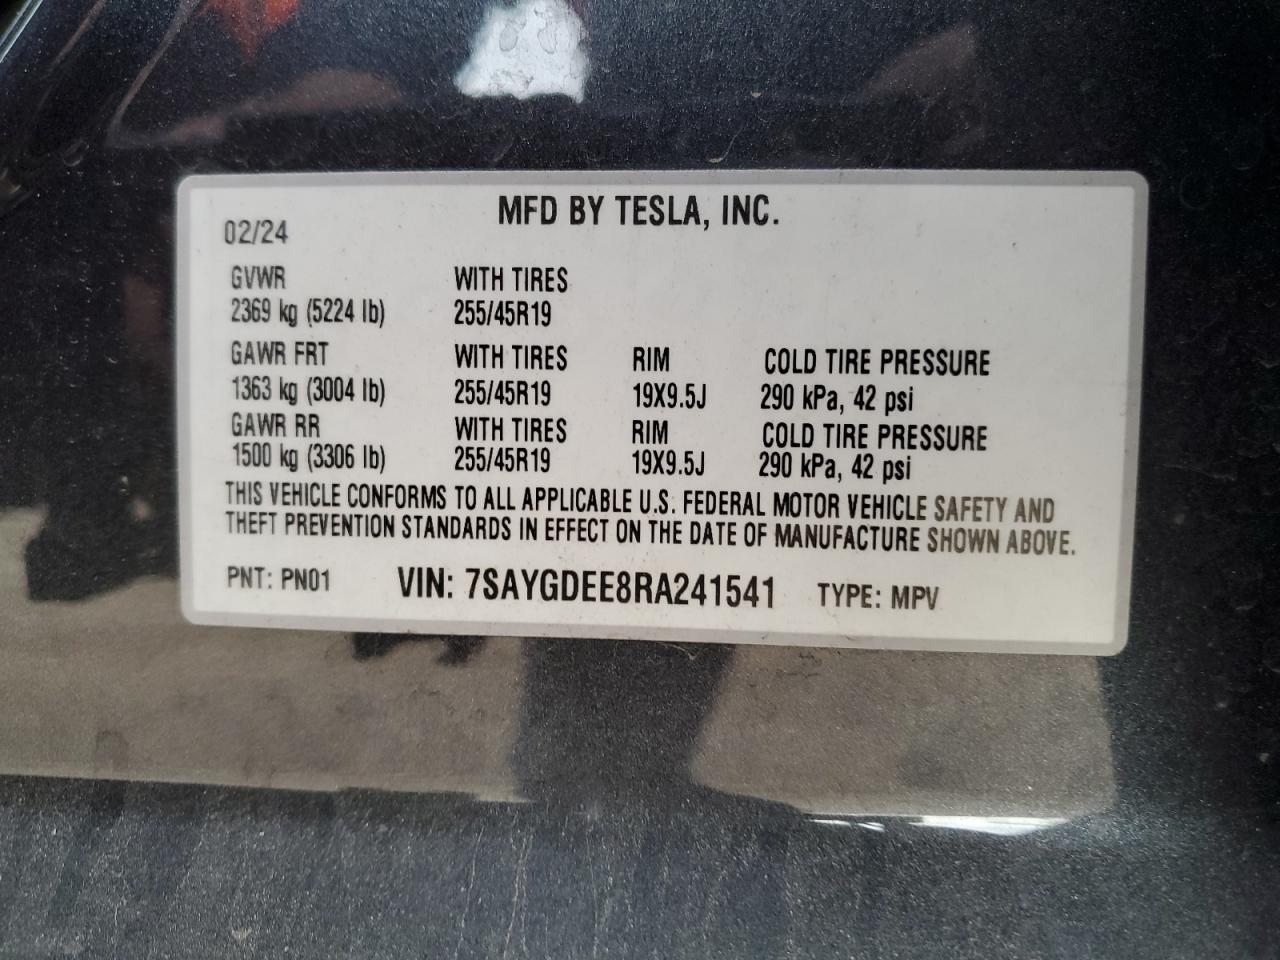 MFD BY TESLA, INC.
02/24
GVWR WITH TIRES
2369 kg (5224 lb) 255/45R19
GAWR FRT WITH TIRES RIM COLD TIRE PRESSURE
1363 kg (3004 lb) 255/45R19 19X9.5J 290 kPa, 42 psi
GAWR RR WITH TIRES RIM COLD TIRE PRESSURE
1500 kg (3306 lb) 255/45R19 19X9.5J 290 kPa, 42 psi
THIS VEHICLE CONFORMS TO ALL APPLICABLE U.S. FEDERAL MOTOR VEHICLE SAFETY AND
THEFT PREVENTION STANDARDS IN EFFECT ON THE DATE OF MANUFACTURE SHOWN ABOVE.
PNT: PN01 VIN: 7SAYGDEE8RA241541 TYPE: MPV